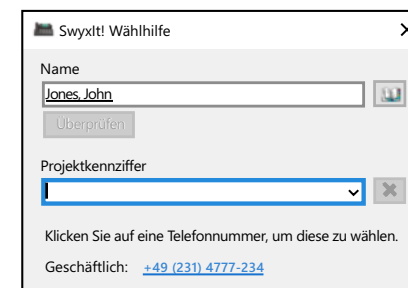 SwyxIt! Wählhilfe
Name
Jones, John
Überprüfen
Projektkennziffer
Klicken Sie auf eine Telefonnummer, um diese zu wählen.
Geschäftlich: +49 (231) 4777-234